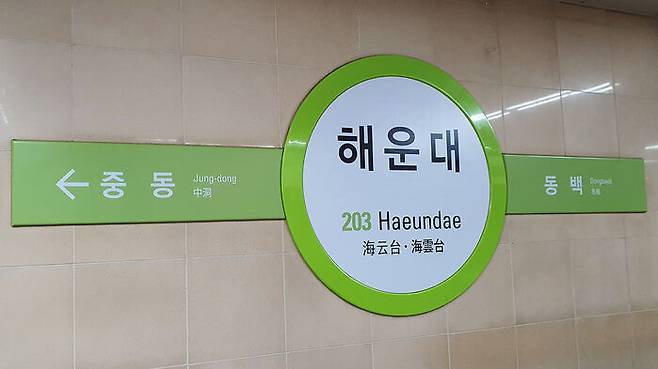 ← 중동
Jung-dong
中洞
해운대
203 Haeundae
海云台·海雲台
동백
Dongbaek
冬柏